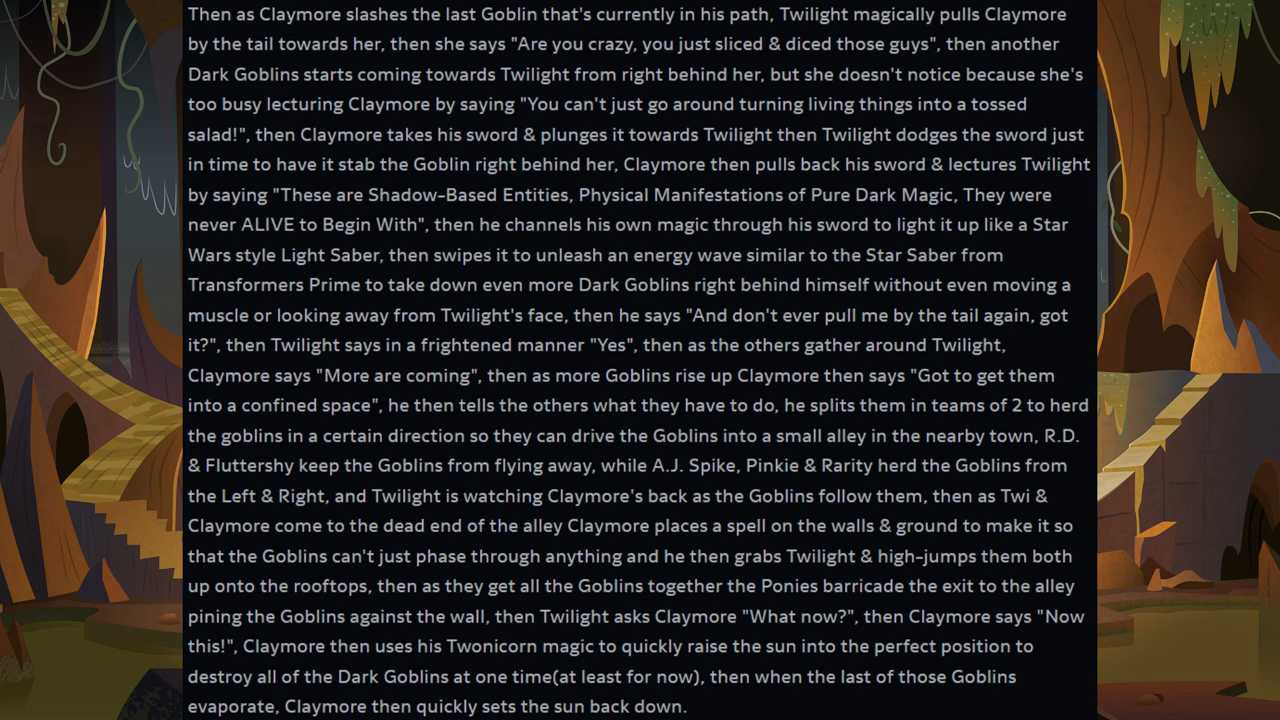 Then as Claymore slashes the last Goblin that's currently in his path, Twilight magically pulls Claymore
by the tail towards her, then she says "Are you crazy, you just sliced & diced those guys", then another
Dark Goblins starts coming towards Twilight from right behind her, but she doesn't notice because she's
too busy lecturing Claymore by saying "You can't just go around turning living things into a tossed
salad!", then Claymore takes his sword & plunges it towards Twilight then Twilight dodges the sword just
in time to have it stab the Goblin right behind her, Claymore then pulls back his sword & lectures Twilight
by saying "These are Shadow-Based Entities, Physical Manifestations of Pure Dark Magic, They were
never ALIVE to Begin With", then he channels his own magic through his sword to light it up like a Star
Wars style Light Saber, then swipes it to unleash an energy wave similar to the Star Saber from
Transformers Prime to take down even more Dark Goblins right behind himself without even moving a
muscle or looking away from Twilight's face, then he says "And don't ever pull me by the tail again, got
it?", then Twilight says in a frightened manner "Yes", then as the others gather around Twilight,
Claymore says "More are coming", then as more Goblins rise up Claymore then says "Got to get them
into a confined space", he then tells the others what they have to do, he splits them in teams of 2 to herd
the goblins in a certain direction so they can drive the Goblins into a small alley in the nearby town, R.D.
& Fluttershy keep the Goblins from flying away, while A.J. Spike, Pinkie & Rarity herd the Goblins from
the Left & Right, and Twilight is watching Claymore's back as the Goblins follow them, then as Twi &
Claymore come to the dead end of the alley Claymore places a spell on the walls & ground to make it so
that the Goblins can't just phase through anything and he then grabs Twilight & high-jumps them both
up onto the rooftops, then as they get all the Goblins together the Ponies barricade the exit to the alley
pining the Goblins against the wall, then Twilight asks Claymore "What now?", then Claymore says "Now
this!", Claymore then uses his Twonicorn magic to quickly raise the sun into the perfect position to
destroy all of the Dark Goblins at one time(at least for now), then when the last of those Goblins
evaporate, Claymore then quickly sets the sun back down.